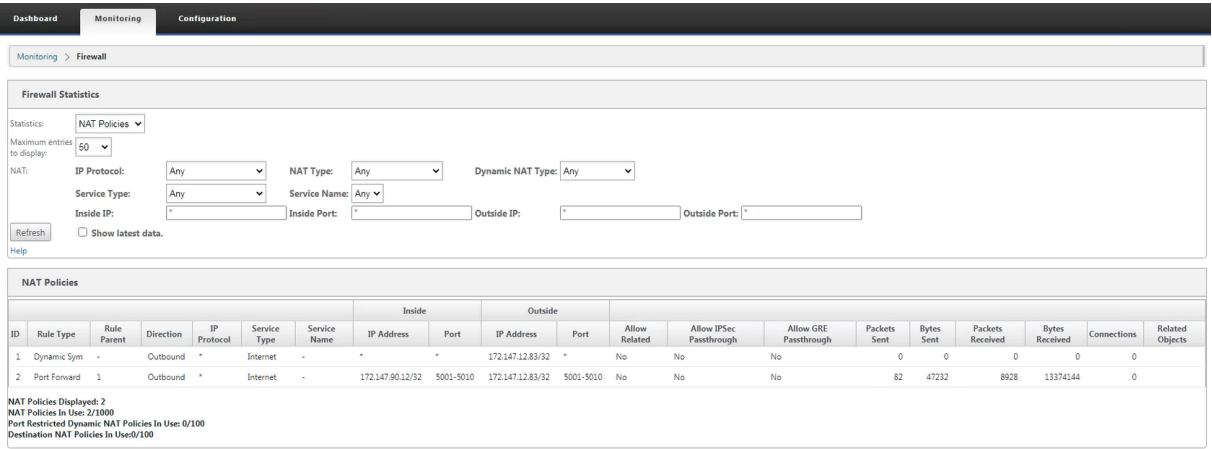 Dashboard Monitoring Configuration
Monitoring > Firewall
Firewall Statistics
Statistics: NAT Policies
Maximum entries to display: 50
NAT: IP Protocol: Any NAT Type: Any Dynamic NAT Type: Any
Service Type: Any Service Name: Any
Inside IP: * Inside Port: * Outside IP: * Outside Port: *
Refresh Show latest data.
Help
NAT Policies
Inside Outside
ID Rule Type Rule Parent Direction IP Protocol Service Type Service Name IP Address Port IP Address Port Allow Related Allow IPSec Passthrough Allow GRE Passthrough Packets Sent Bytes Sent Packets Received Bytes Received Connections Related Objects
1 Dynamic Sym - Outbound * Internet - * * 172.147.12.83/32 * No No No 0 0 0 0 0
2 Port Forward 1 Outbound * Internet - 172.147.90.12/32 5001-5010 172.147.12.83/32 5001-5010 No No No 82 47232 8928 13374144 0
NAT Policies Displayed: 2
NAT Policies In Use: 2/1000
Port Restricted Dynamic NAT Policies In Use: 0/100
Destination NAT Policies In Use:0/100